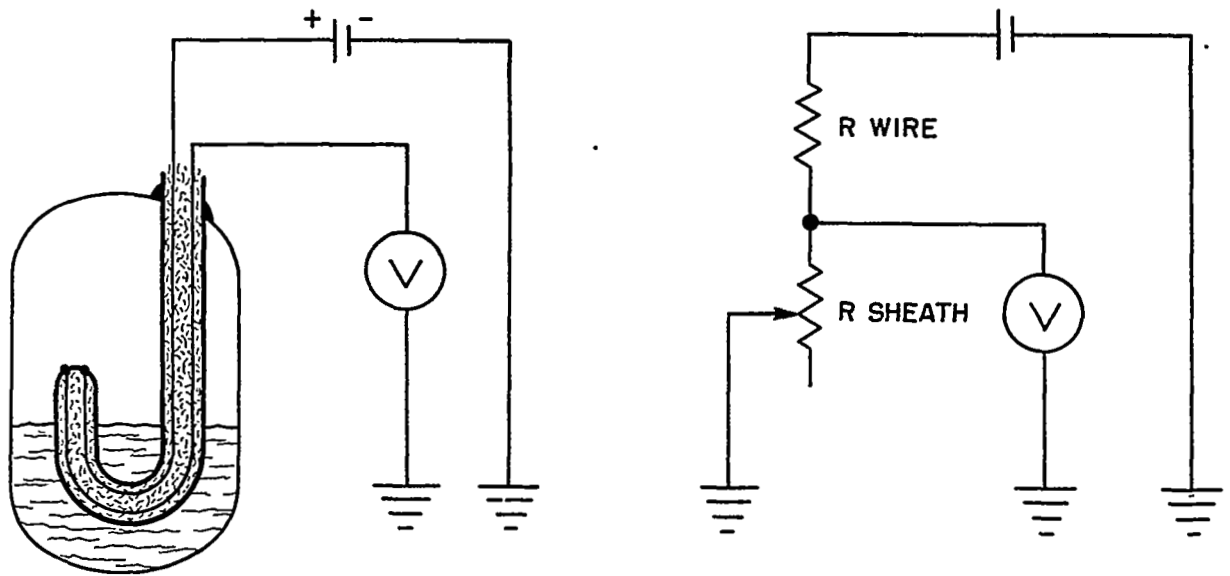 + -
V
R WIRE
R SHEATH
V